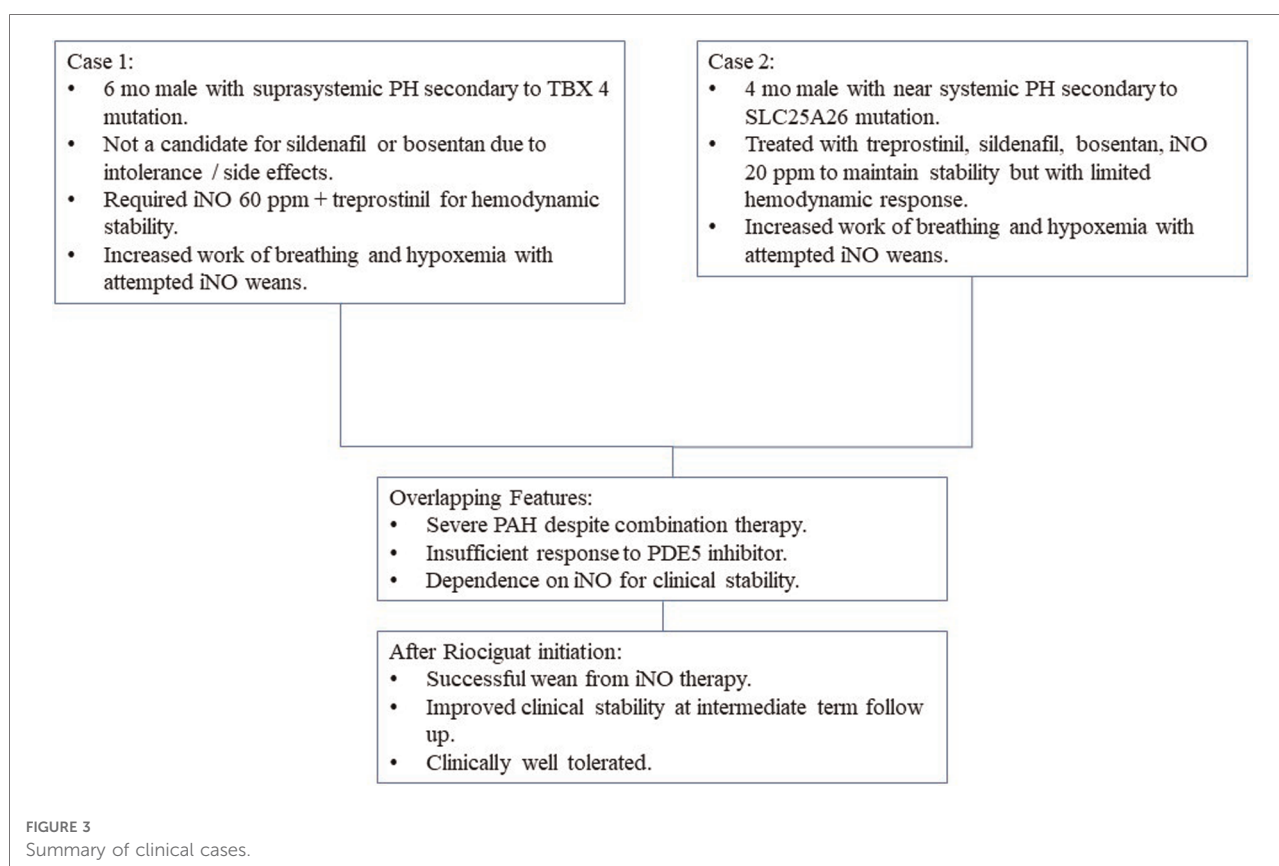 Case 1:
• 6 mo male with suprasystemic PH secondary to TBX 4
mutation.
• Not a candidate for sildenafil or bosentan due to
intolerance / side effects.
• Required iNO 60 ppm + treprostinil for hemodynamic
stability.
• Increased work of breathing and hypoxemia with
attempted iNO weans.
Case 2:
• 4 mo male with near systemic PH secondary to
SLC25A26 mutation.
• Treated with treprostinil, sildenafil, bosentan, iNO
20 ppm to maintain stability but with limited
hemodynamic response.
• Increased work of breathing and hypoxemia with
attempted iNO weans.
Overlapping Features:
• Severe PAH despite combination therapy.
• Insufficient response to PDE5 inhibitor.
• Dependence on iNO for clinical stability.
After Riociguat initiation:
• Successful wean from iNO therapy.
• Improved clinical stability at intermediate term follow
up.
• Clinically well tolerated.
FIGURE 3
Summary of clinical cases.